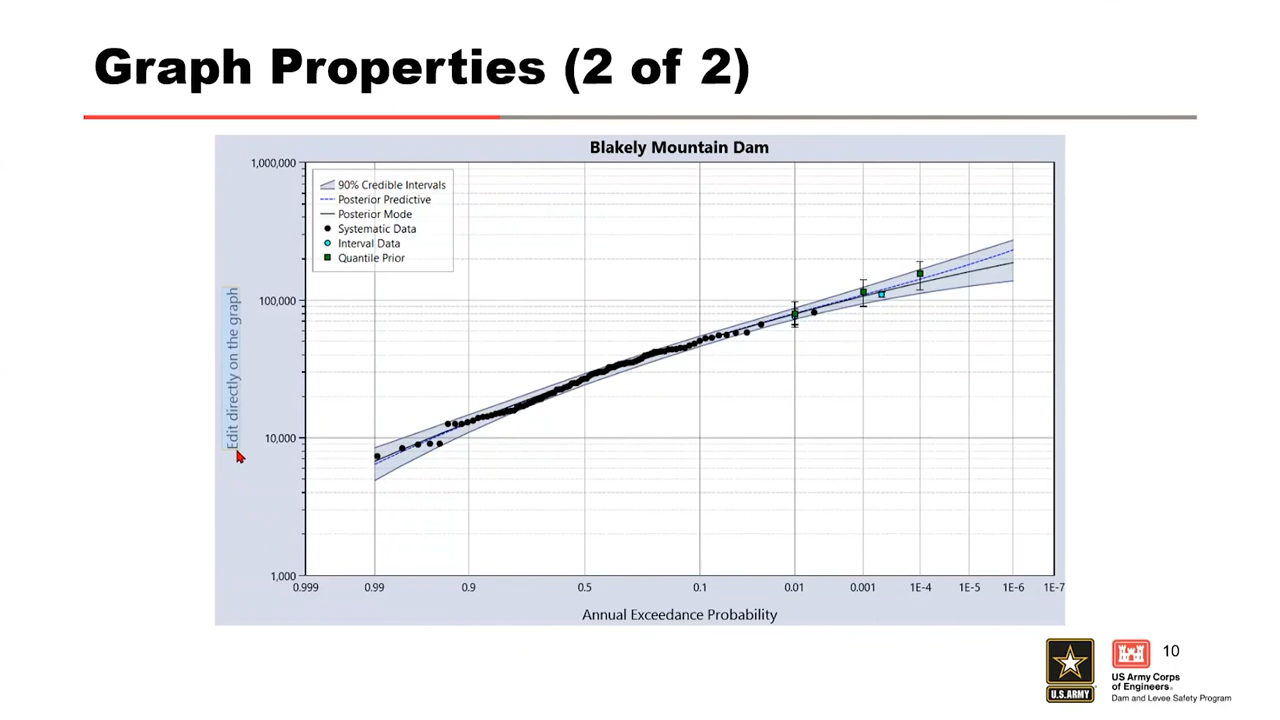 Graph Properties (2 of 2)
Blakely Mountain Dam
1,000,000
90% Credible Intervals
Posterior Predictive
Posterior Mode
Systematic Data
Interval Data
Quantile Prior
Edit directly on the graph
100,000
10,000
1,000
0.999 0.99 0.9 0.5 0.1 0.01 0.001 1E-4 1E-5 1E-6 1E-7
Annual Exceedance Probability
U.S.ARMY
US Army Corps
of Engineers®
Dam and Levee Safety Program
10